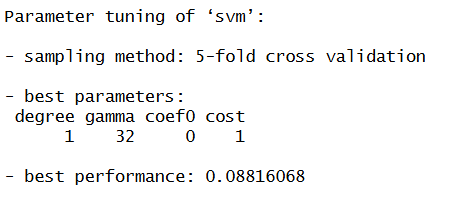 Parameter tuning of ‘svm’:
- sampling method: 5-fold cross validation
- best parameters:
degree gamma coef0 cost
1 32 0 1
- best performance: 0.08816068